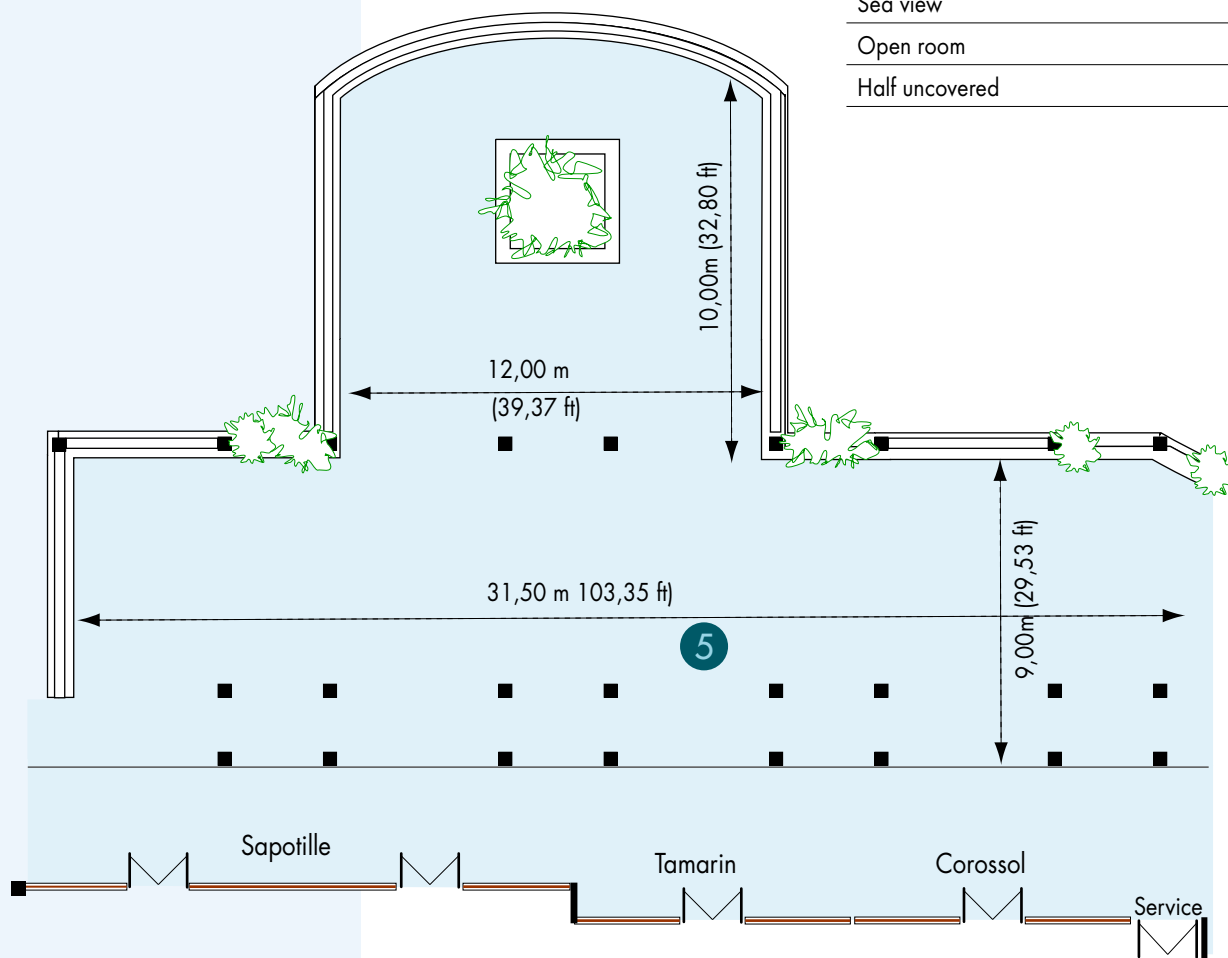 Sea view
Open room
Half uncovered
10,00m (32,80 ft)
12,00 m
(39,37 ft)
31,50 m 103,35 ft)
9,00m (29,53 ft)
5
Sapotille
Tamarin
Corossol
Service